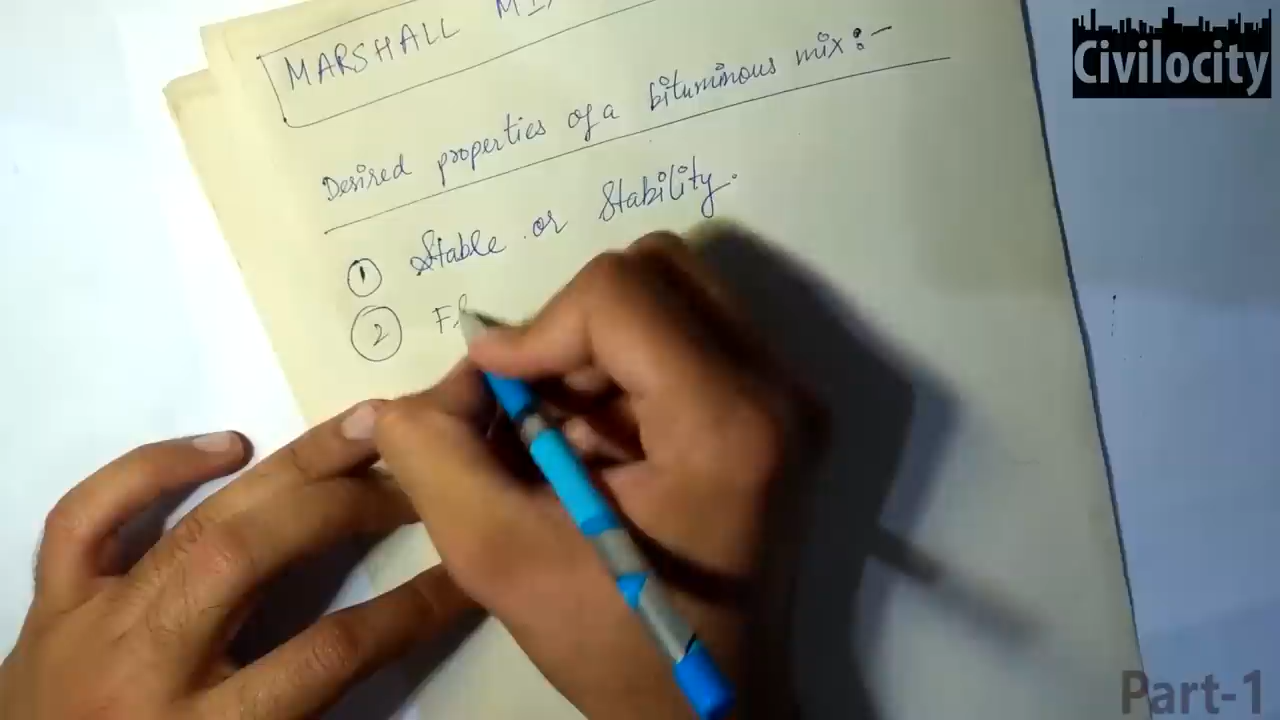 Civilocity
MARSHALL
Desired properties of a bituminous mix :-
① Stable or Stability.
②
Part-1